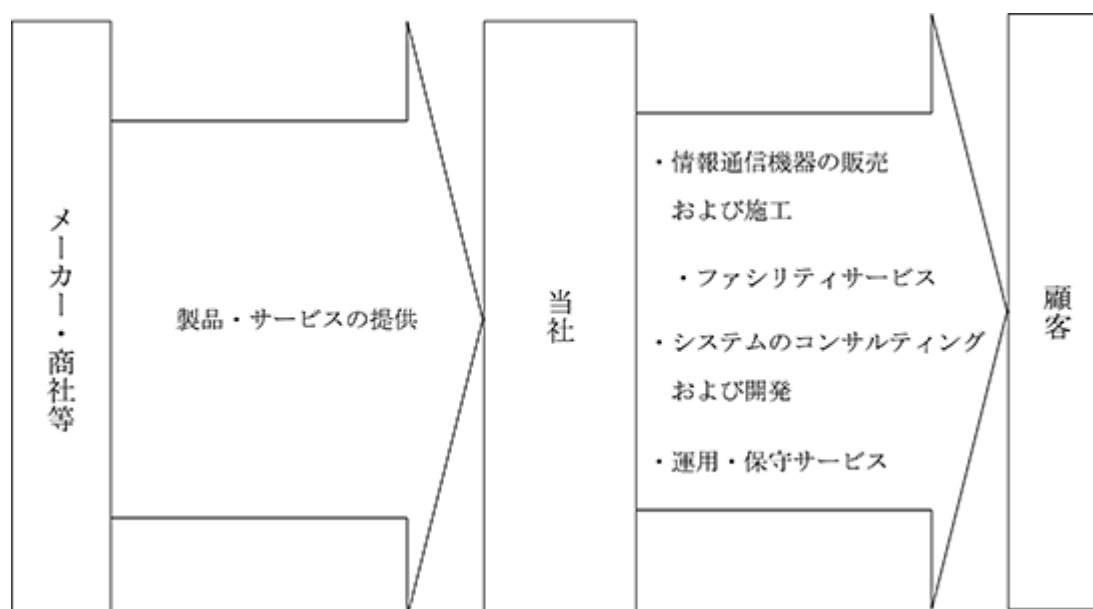 メーカー・商社等
製品・サービスの提供
当社
・情報通信機器の販売
および施工
・ファシリティサービス
・システムのコンサルティング
および開発
・運用・保守サービス
顧客